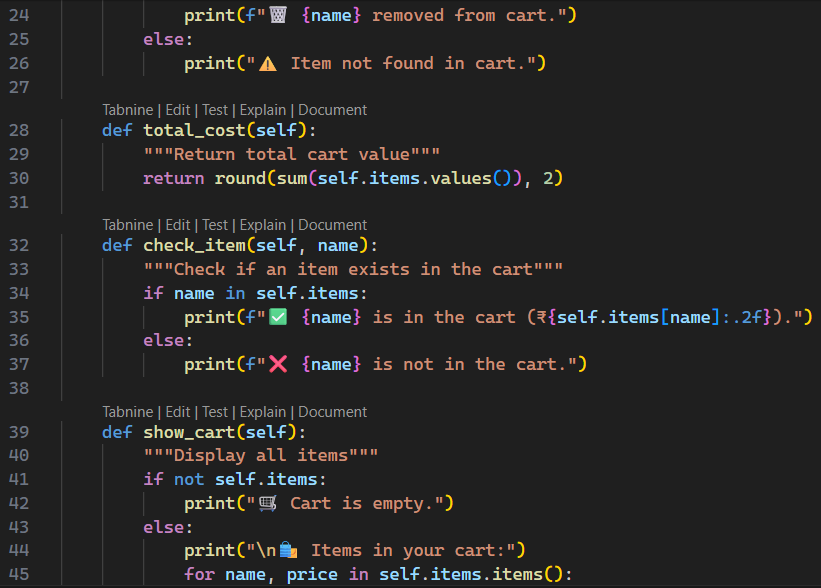 24 print(f"🗑️ {name} removed from cart.")
25 else:
26 print("⚠️ Item not found in cart.")
27
Tabnine | Edit | Test | Explain | Document
28 def total_cost(self):
29 """Return total cart value"""
30 return round(sum(self.items.values()), 2)
31
Tabnine | Edit | Test | Explain | Document
32 def check_item(self, name):
33 """Check if an item exists in the cart"""
34 if name in self.items:
35 print(f"✅ {name} is in the cart (₹{self.items[name]:.2f}).")
36 else:
37 print(f"❌ {name} is not in the cart.")
38
Tabnine | Edit | Test | Explain | Document
39 def show_cart(self):
40 """Display all items"""
41 if not self.items:
42 print("🛒 Cart is empty.")
43 else:
44 print("\n🛍️ Items in your cart:")
45 for name, price in self.items.items():